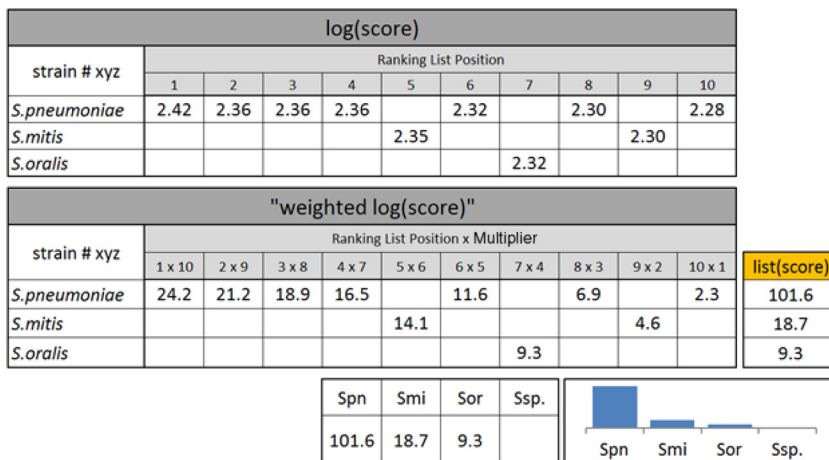 log(score)
strain # xyz
Ranking List Position
1 2 3 4 5 6 7 8 9 10
S.pneumoniae 2.42 2.36 2.36 2.36 2.32 2.30 2.28
S.mitis 2.35 2.30
S.oralis 2.32
"weighted log(score)"
strain # xyz
Ranking List Position x Multiplier
1 x 10 2 x 9 3 x 8 4 x 7 5 x 6 6 x 5 7 x 4 8 x 3 9 x 2 10 x 1 list(score)
S.pneumoniae 24.2 21.2 18.9 16.5 11.6 6.9 2.3 101.6
S.mitis 14.1 4.6 18.7
S.oralis 9.3 9.3
Spn Smi Sor Ssp.
101.6 18.7 9.3
Spn Smi Sor Ssp.